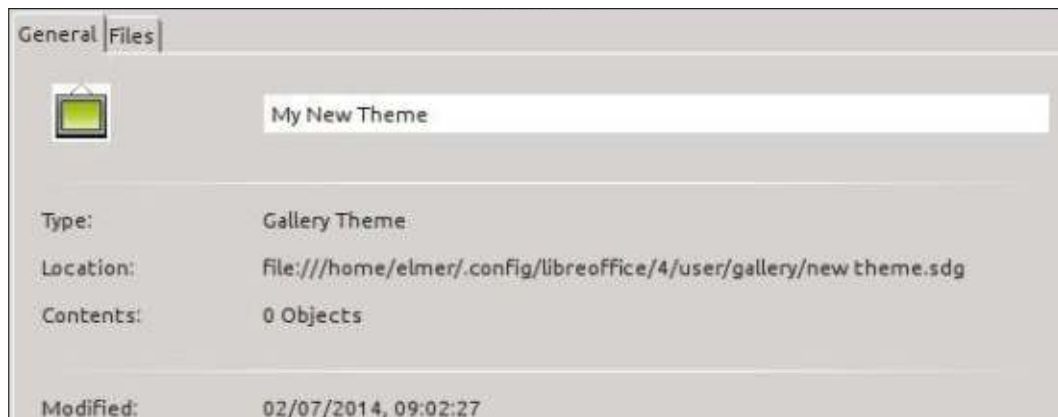 General Files
My New Theme
Type: Gallery Theme
Location: file:///home/elmer/.config/libreoffice/4/user/gallery/new theme.sdg
Contents: 0 Objects
Modified: 02/07/2014, 09:02:27